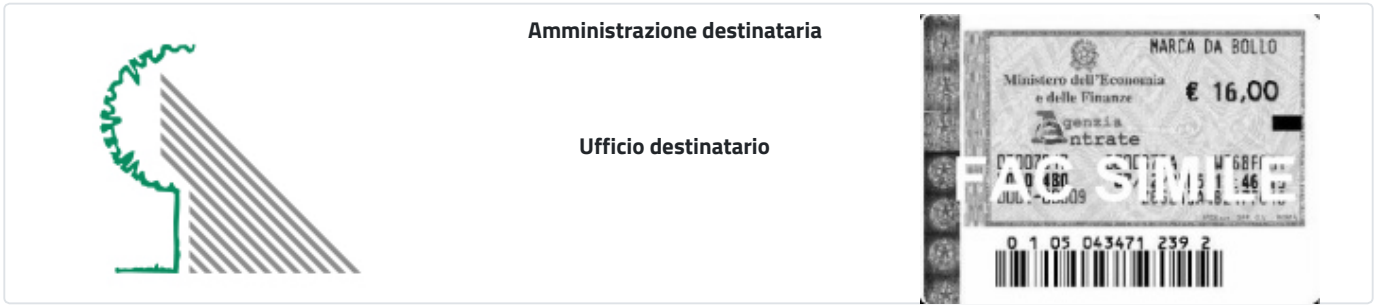 Amministrazione destinataria
Ufficio destinatario
MARCA DA BOLLO
Ministero dell'Economia
e delle Finanze
€ 16,00
Agenzia
Entrate
FAC SIMILE
0 1 05 043471 239 2